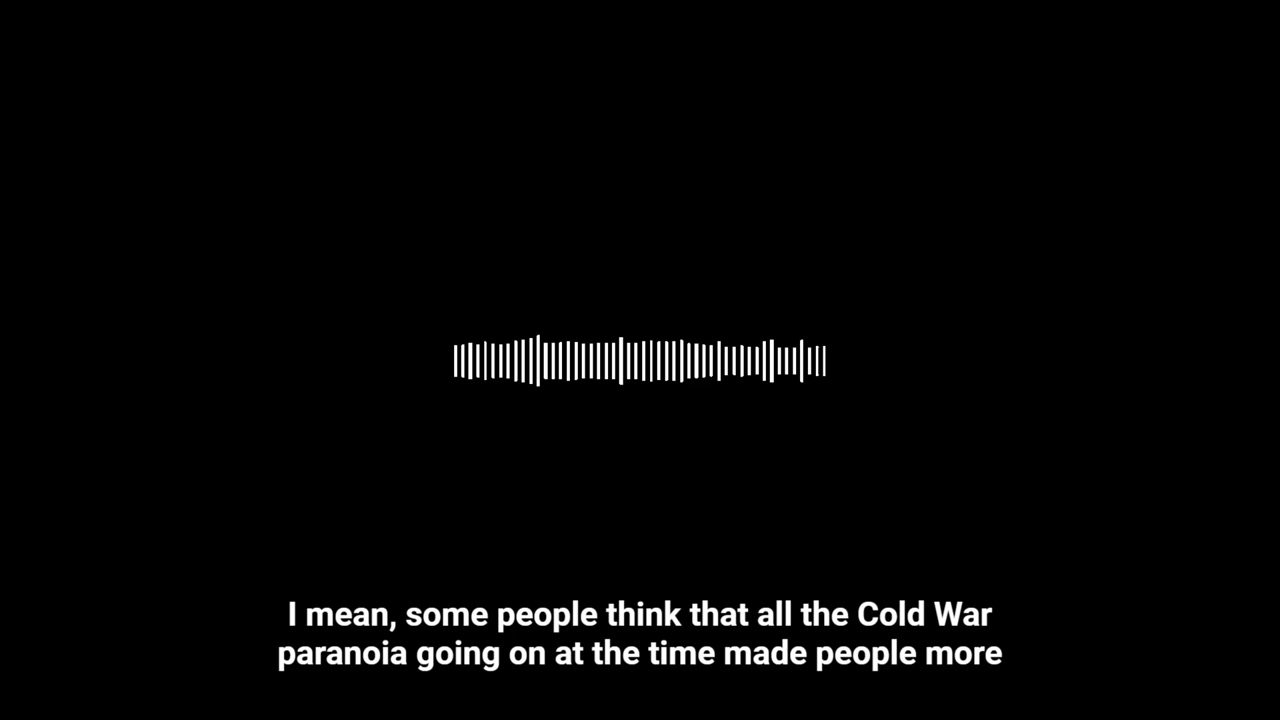 I mean, some people think that all the Cold War
paranoia going on at the time made people more